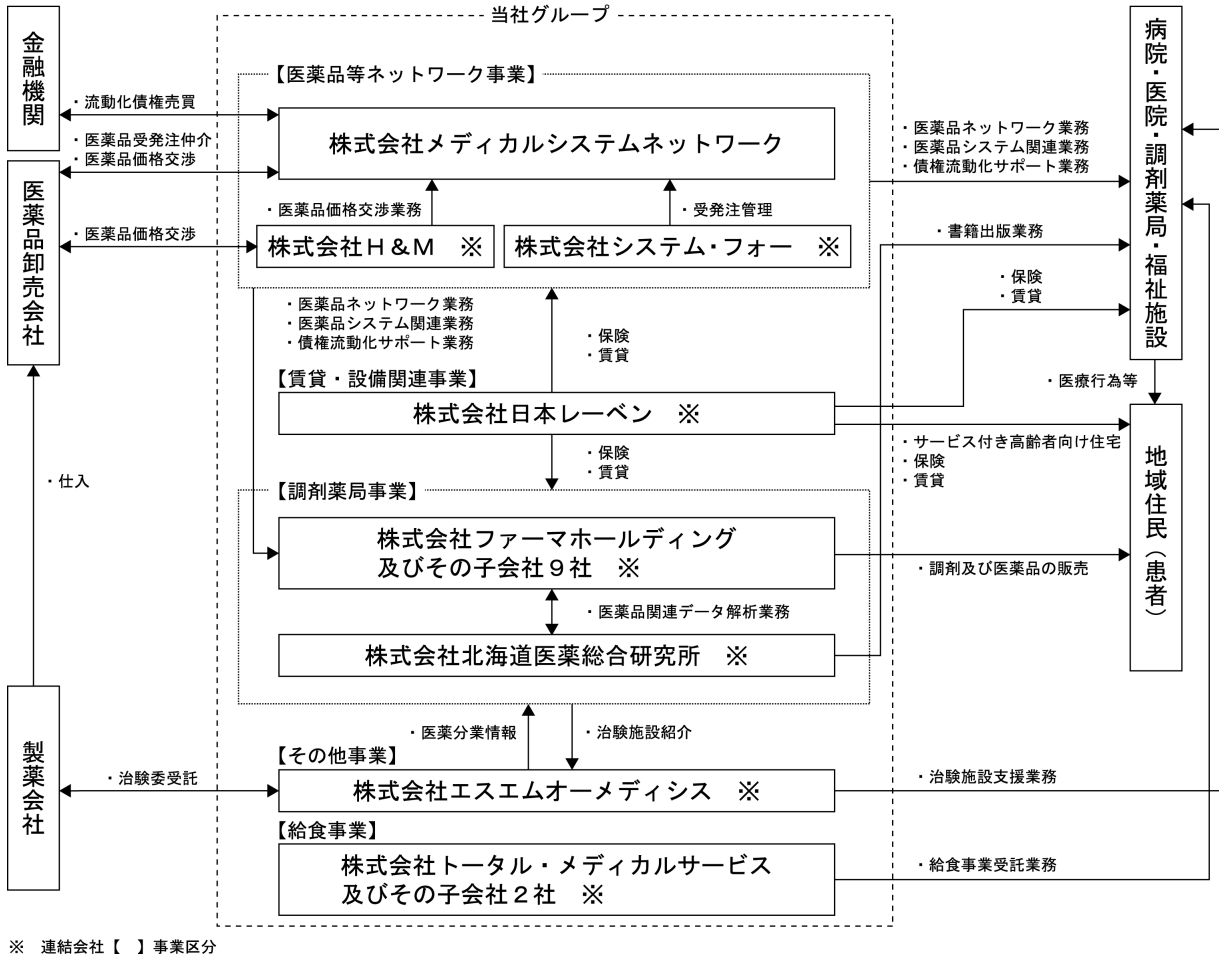 当社グループ
金融機関
医薬品卸売会社
製薬会社
・流動化債権売買
・医薬品受発注仲介
・医薬品価格交渉
・医薬品価格交渉
・仕入
・治験委受託
【医薬品等ネットワーク事業】
株式会社メディカルシステムネットワーク
・医薬品価格交渉業務
・受発注管理
株式会社H&M ※
株式会社システム・フォー ※
・医薬品ネットワーク業務
・医薬品システム関連業務
・債権流動化サポート業務
・保険
・賃貸
【賃貸・設備関連事業】
株式会社日本レーベン ※
・保険
・賃貸
【調剤薬局事業】
株式会社ファーマホールディング
及びその子会社9社 ※
・医薬品関連データ解析業務
株式会社北海道医薬総合研究所 ※
・医薬分業情報
・治験施設紹介
【その他事業】
株式会社エスエムオーメディシス ※
【給食事業】
株式会社トータル・メディカルサービス
及びその子会社2社 ※
・医薬品ネットワーク業務
・医薬品システム関連業務
・債権流動化サポート業務
・書籍出版業務
・保険
・賃貸
・医療行為等
・サービス付き高齢者向け住宅
・保険
・賃貸
・調剤及び医薬品の販売
・治験施設支援業務
・給食事業受託業務
病院・医院・調剤薬局・福祉施設
地域住民（患者）
※ 連結会社【 】事業区分